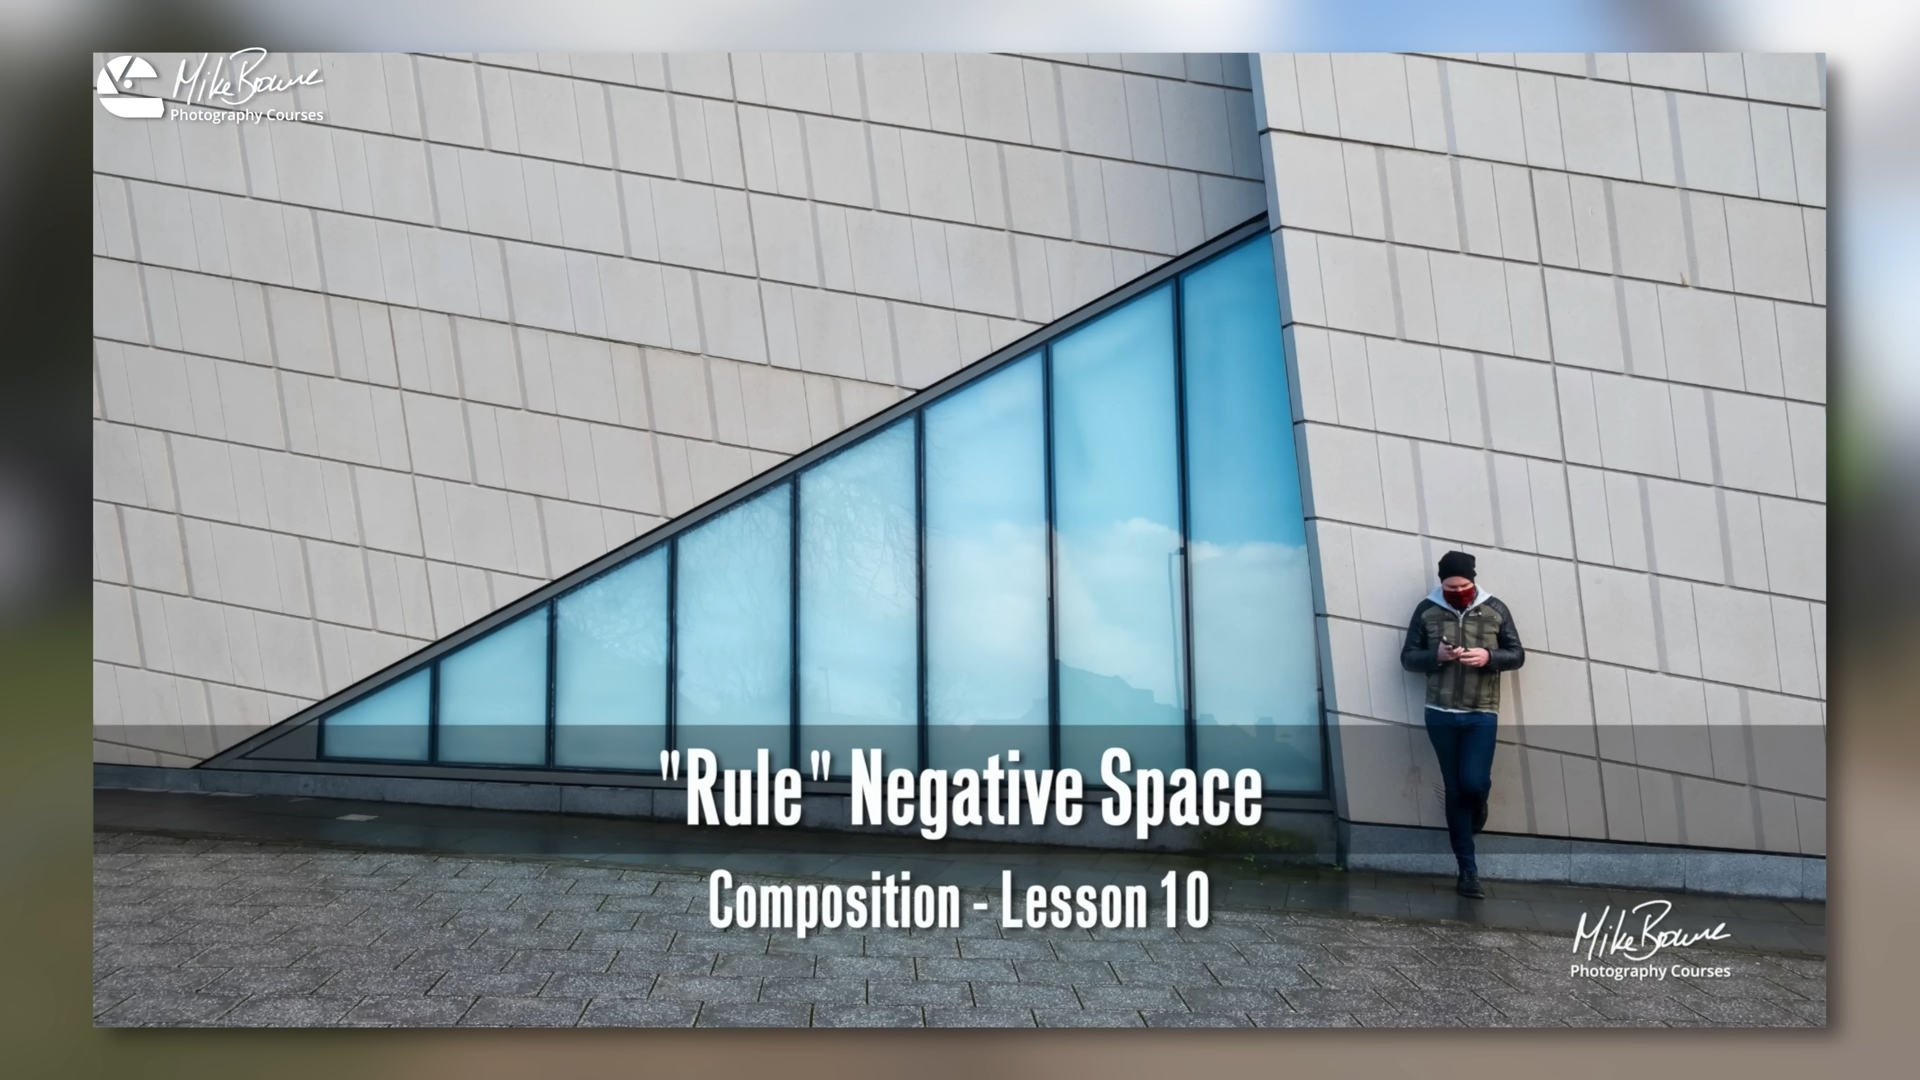 Mike Browne
Photography Courses
"Rule" Negative Space
Composition - Lesson 10
Mike Browne
Photography Courses